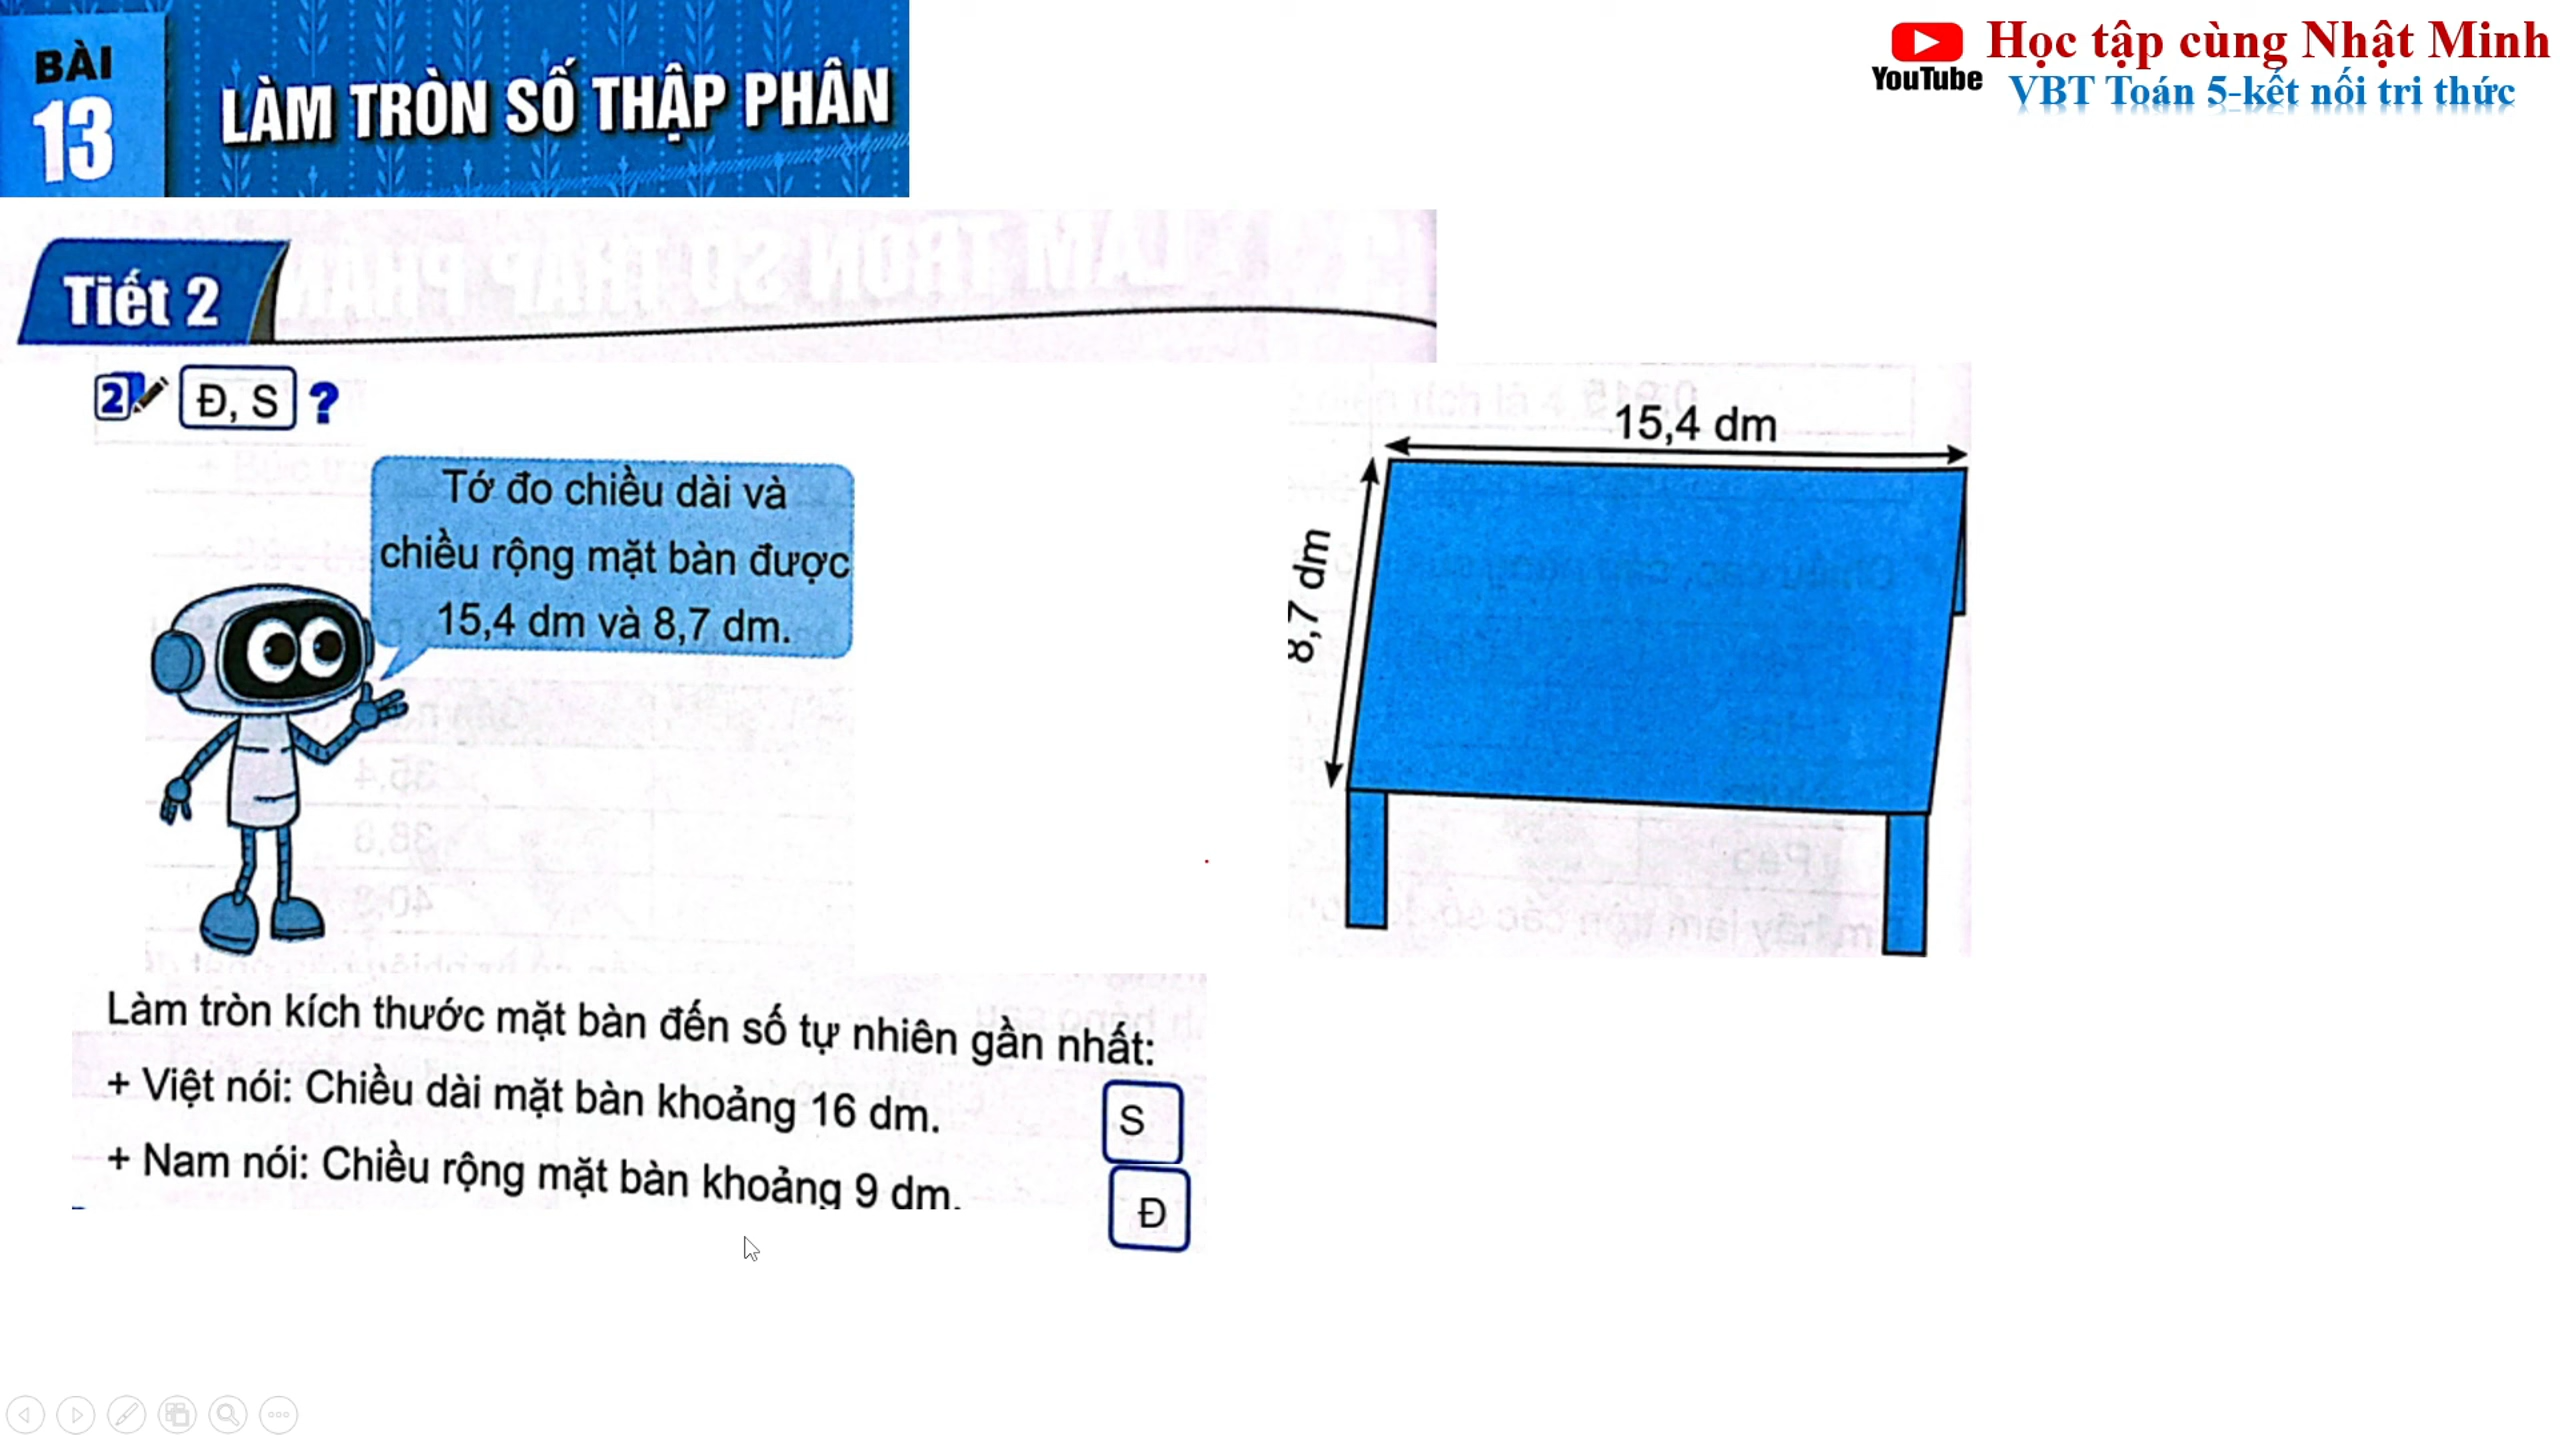 BÀI
13
LÀM TRÒN SỐ THẬP PHÂN
YouTube
Học tập cùng Nhật Minh
VBT Toán 5-kết nối tri thức
Tiết 2
2
Đ, S ?
Tớ đo chiều dài và
chiều rộng mặt bàn được
15,4 dm và 8,7 dm.
15,4 dm
8,7 dm
Làm tròn kích thước mặt bàn đến số tự nhiên gần nhất:
+ Việt nói: Chiều dài mặt bàn khoảng 16 dm.
S
+ Nam nói: Chiều rộng mặt bàn khoảng 9 dm.
Đ